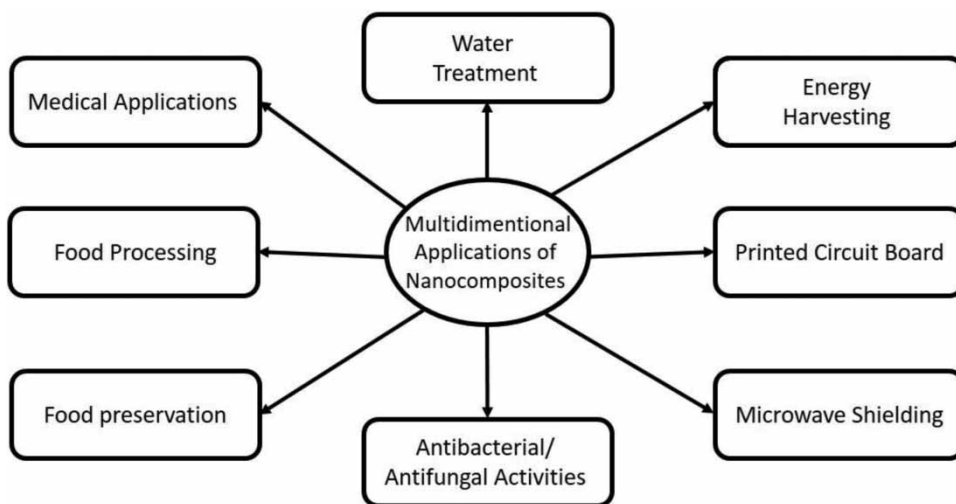 Water
Treatment
Medical Applications
Energy
Harvesting
Multidimentional
Applications of
Nanocomposites
Food Processing
Printed Circuit Board
Food preservation
Microwave Shielding
Antibacterial/
Antifungal Activities